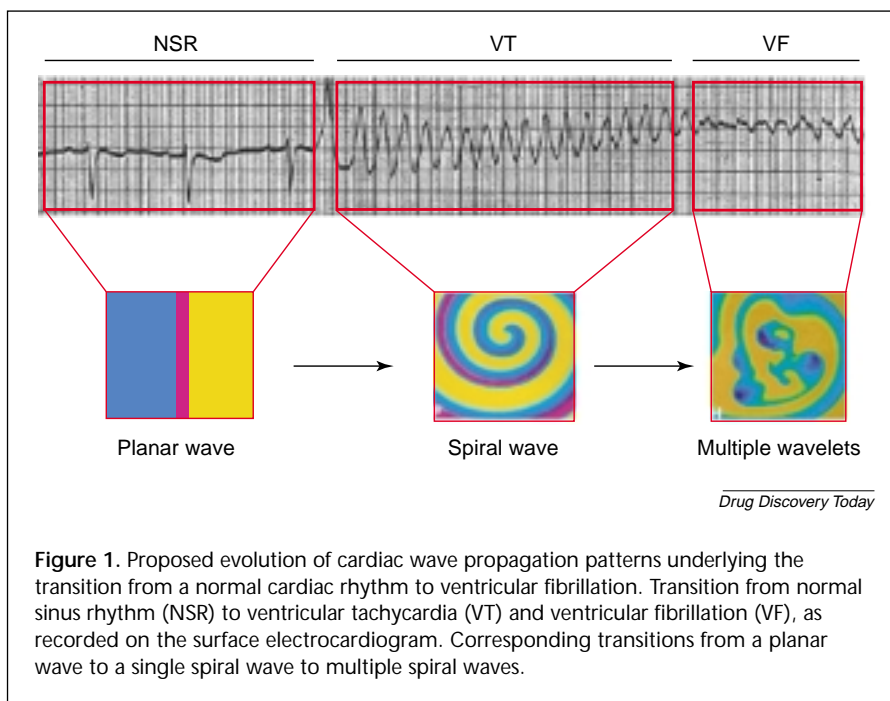 NSR VT VF
Planar wave Spiral wave Multiple wavelets
Drug Discovery Today
Figure 1. Proposed evolution of cardiac wave propagation patterns underlying the
transition from a normal cardiac rhythm to ventricular fibrillation. Transition from normal
sinus rhythm (NSR) to ventricular tachycardia (VT) and ventricular fibrillation (VF), as
recorded on the surface electrocardiogram. Corresponding transitions from a planar
wave to a single spiral wave to multiple spiral waves.